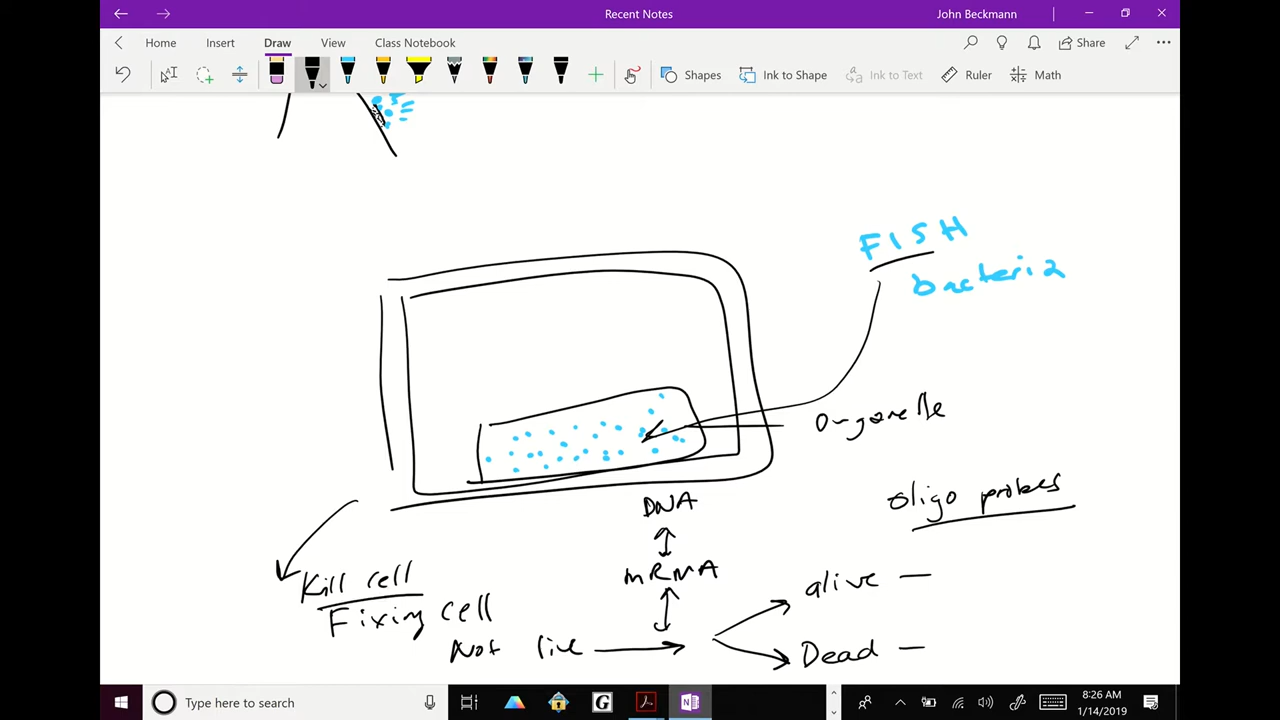 Recent Notes
John Beckmann
Home Insert Draw View Class Notebook
Share
Shapes Ink to Shape Ink to Text Ruler Math
FISH
bacteria
Organelle
DNA
oligo probes
mRNA
Kill cell
alive —
Fixing cell
Not live
Dead —
Type here to search
8:26 AM
1/14/2019